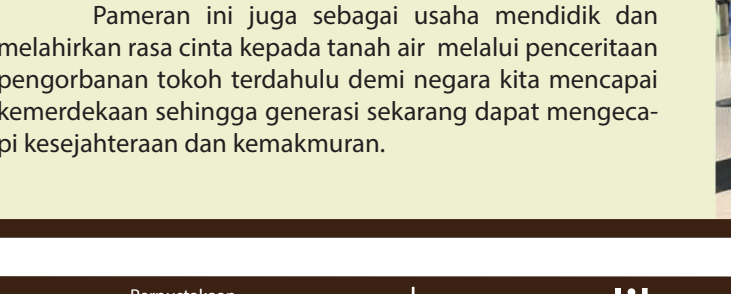 Pameran ini juga sebagai usaha mendidik dan
melahirkan rasa cinta kepada tanah air melalui penceritaan
pengorbanan tokoh terdahulu demi negara kita mencapai
kemerdekaan sehingga generasi sekarang dapat mengeca-
pi kesejahteraan dan kemakmuran.